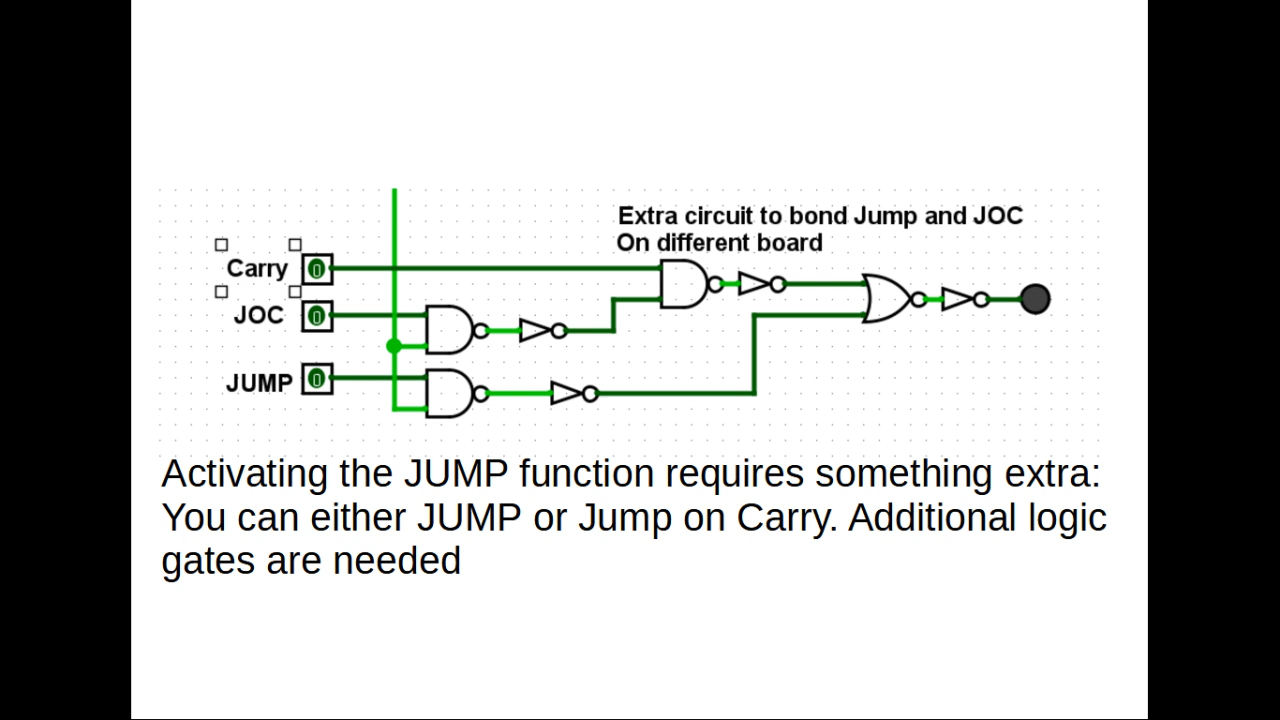 Extra circuit to bond Jump and JOC
On different board
Carry 0
JOC 0
JUMP 0
Activating the JUMP function requires something extra:
You can either JUMP or Jump on Carry. Additional logic
gates are needed